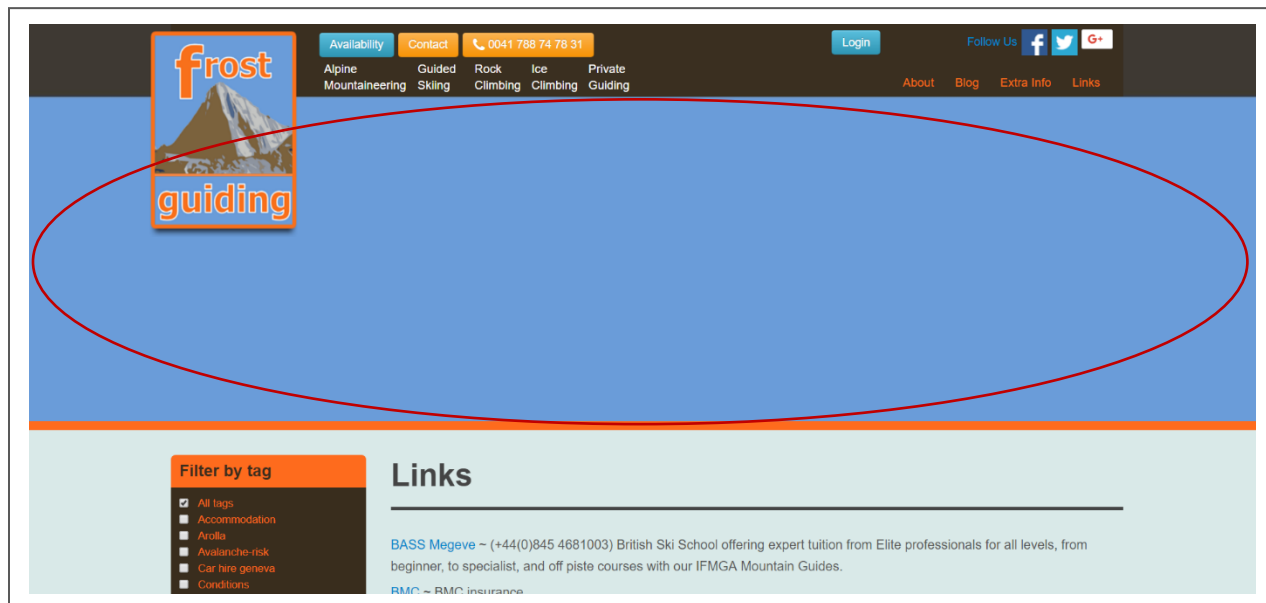 frost
guiding
Availability Contact 0041 788 74 78 31 Login Follow Us f G+
Alpine Mountaineering Guided Skiing Rock Climbing Ice Climbing Private Guiding
About Blog Extra Info Links
Filter by tag
All tags
Accommodation
Arolla
Avalanche-risk
Car hire geneva
Conditions
Links
BASS Megeve ~ (+44(0)845 4681003) British Ski School offering expert tuition from Elite professionals for all levels, from
beginner, to specialist, and off piste courses with our IFMGA Mountain Guides.
BMC ~ BMC insurance